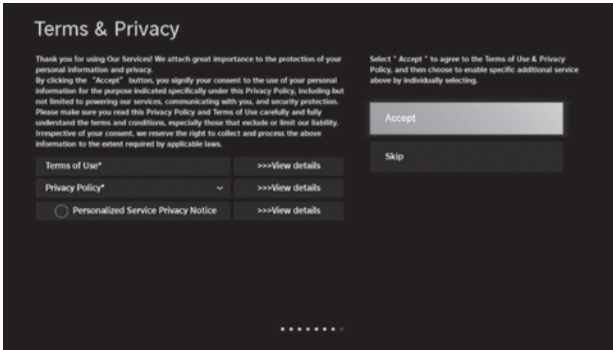 Terms & Privacy
Thank you for using Our Services! We attach great importance to the protection of your
personal information and privacy.
By clicking the "Accept" button, you signify your consent to the use of your personal
information for the purpose indicated specifically under this Privacy Policy, including but
not limited to powering our services, communicating with you, and security protection.
Please make sure you read this Privacy Policy and Terms of Use carefully and fully
understand the terms and conditions, especially those that exclude or limit our liability.
Irrespective of your consent, we reserve the right to collect and process the above
information to the extent required by applicable laws.
Terms of Use* >>>View details
Privacy Policy* >>>View details
Personalized Service Privacy Notice >>>View details
Select " Accept " to agree to the Terms of Use & Privacy
Policy, and then choose to enable specific additional service
above by individually selecting.
Accept
Skip